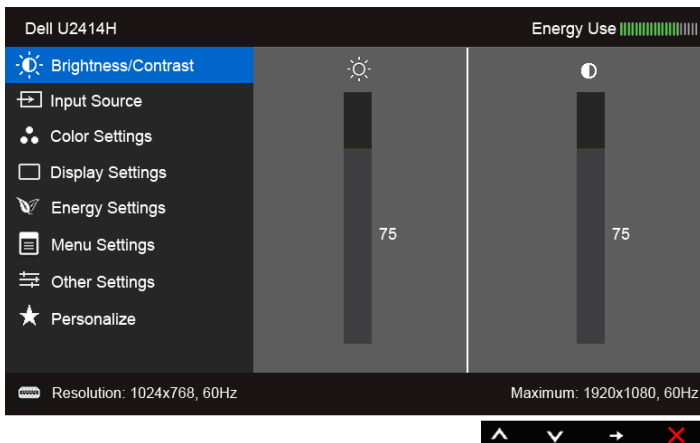 Dell U2414H Energy Use
Brightness/Contrast
Input Source
Color Settings
Display Settings
Energy Settings
75 75
Menu Settings
Other Settings
Personalize
Resolution: 1024x768, 60Hz Maximum: 1920x1080, 60Hz